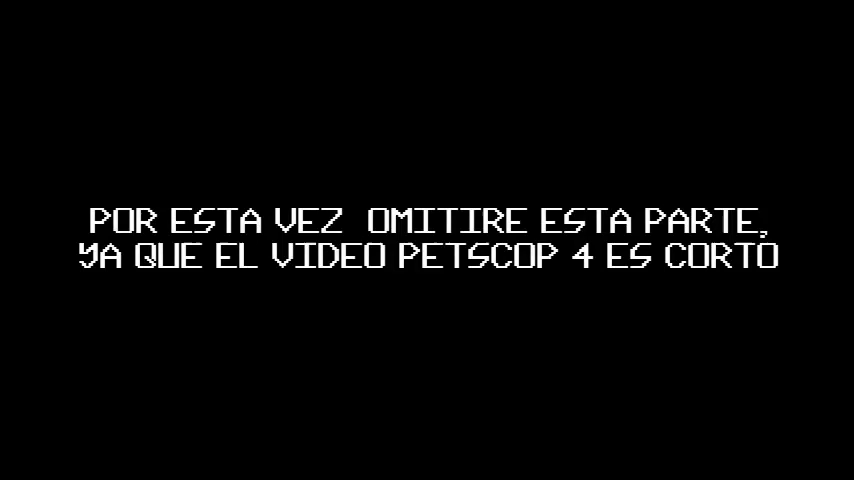 POR ESTA VEZ OMITIRE ESTA PARTE,
YA QUE EL VIDEO PETSCOP 4 ES CORTO